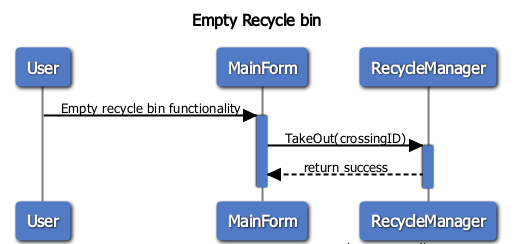 Empty Recycle bin
User MainForm RecycleManager
Empty recycle bin functionality
TakeOut(crossingID)
return success
User MainForm RecycleManager